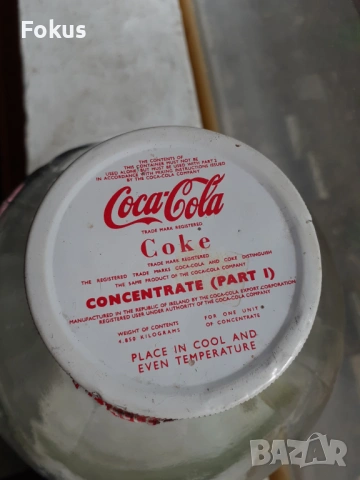 Fokus
THE CONTENTS OF
THIS CONTAINER MUST NOT BE
USED ALONE BUT MUST BE USED WITH PART 2
IN ACCORDANCE WITH MIXING INSTRUCTIONS ISSUED
BY THE COCA-COLA COMPANY
Coca-Cola
TRADE MARK REGISTERED
Coke
TRADE MARK REGISTERED
THE REGISTERED TRADE MARKS COCA-COLA AND COKE DISTINGUISH
THE SAME PRODUCT OF THE COCA-COLA COMPANY
CONCENTRATE (PART 1)
MANUFACTURED IN THE REPUBLIC OF IRELAND BY THE COCA-COLA EXPORT CORPORATION
REGISTERED USER UNDER AUTHORITY OF THE COCA-COLA COMPANY
WEIGHT OF CONTENTS
4.850 KILOGRAMS
FOR ONE UNIT
OF CONCENTRATE
PLACE IN COOL AND
EVEN TEMPERATURE
BAZAR
bg